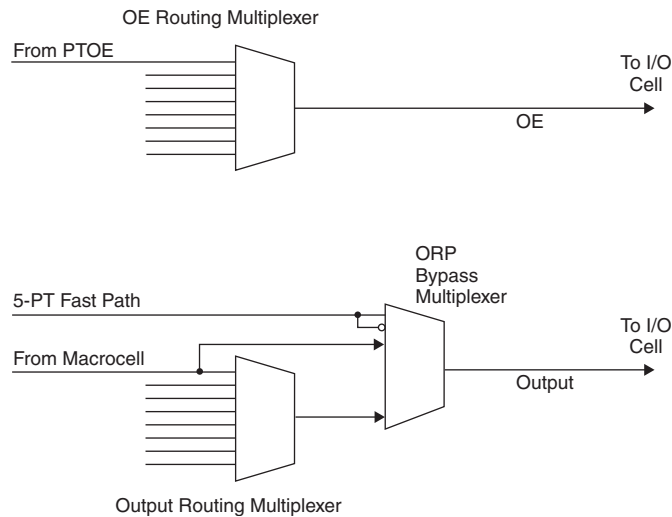 OE Routing Multiplexer
From PTOE
To I/O
Cell
OE
ORP
Bypass
Multiplexer
5-PT Fast Path
To I/O
Cell
From Macrocell
Output
Output Routing Multiplexer